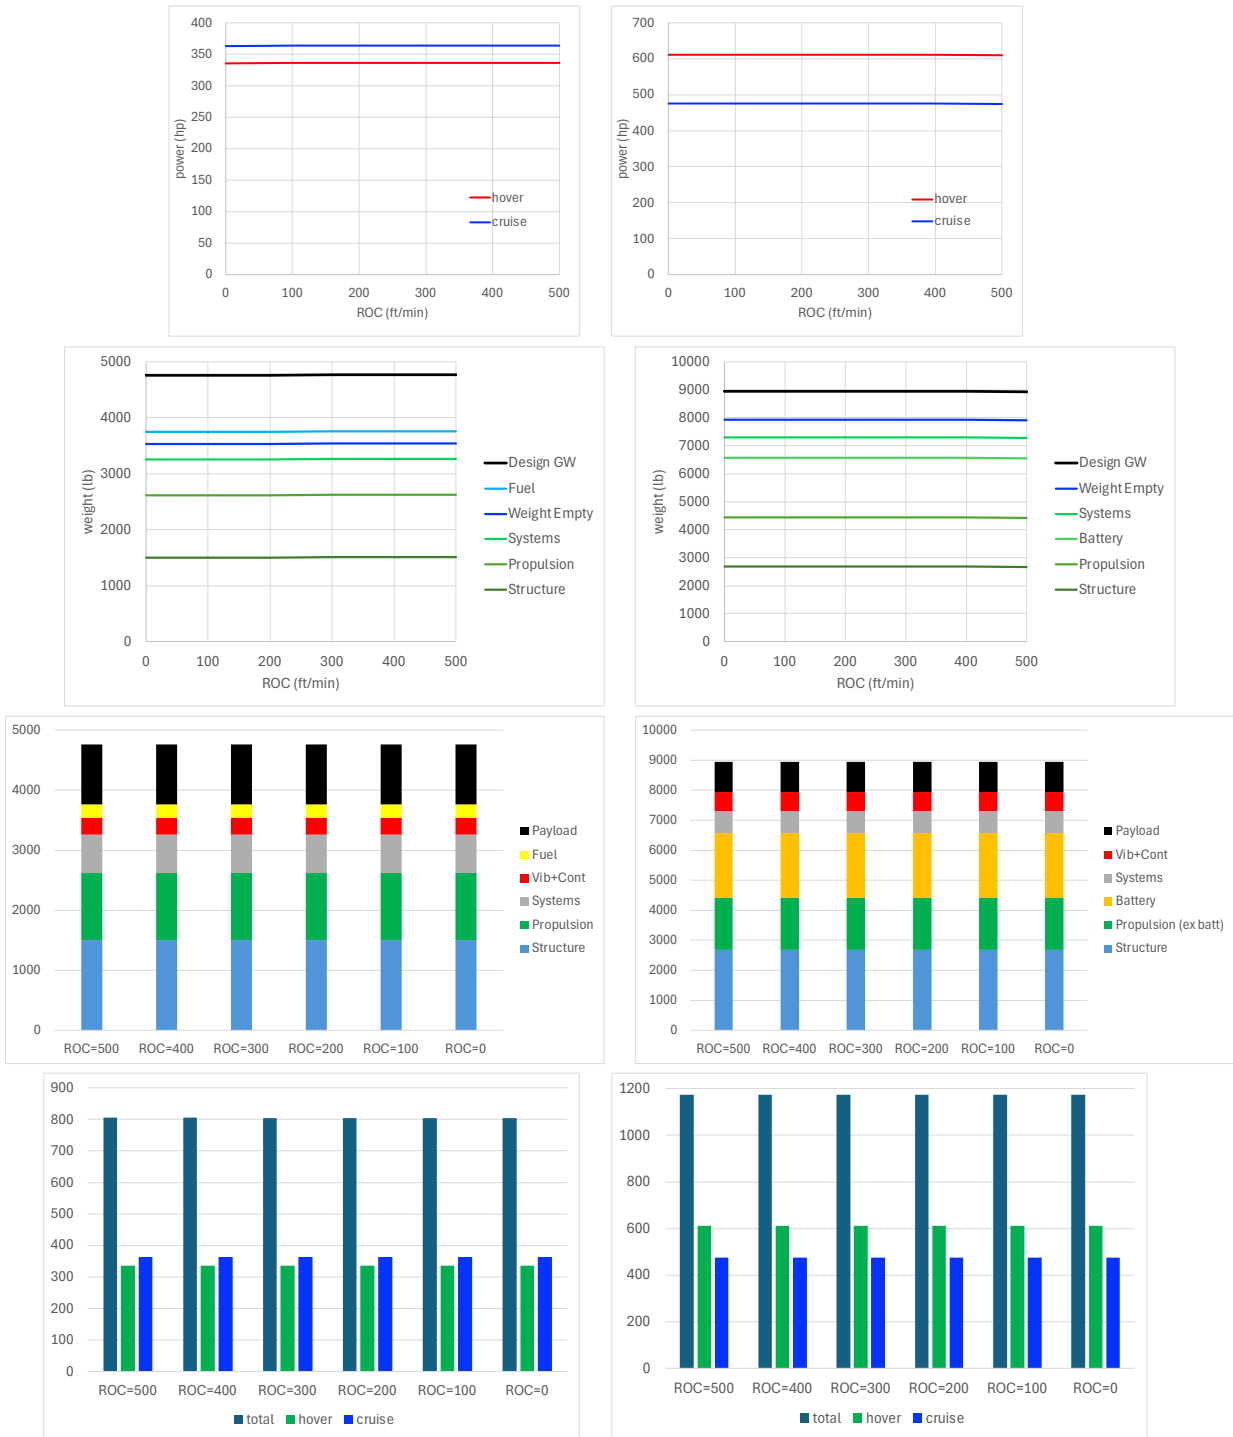 400
350
300
250
200
150
100
50
0
power (hp)
0 100 200 300 400 500
ROC (ft/min)
hover
cruise
700
600
500
400
300
200
100
0
power (hp)
0 100 200 300 400 500
ROC (ft/min)
hover
cruise
5000
4000
3000
2000
1000
0
weight (lb)
0 100 200 300 400 500
ROC (ft/min)
Design GW
Fuel
Weight Empty
Systems
Propulsion
Structure
10000
9000
8000
7000
6000
5000
4000
3000
2000
1000
0
weight (lb)
0 100 200 300 400 500
ROC (ft/min)
Design GW
Weight Empty
Systems
Battery
Propulsion
Structure
5000
4000
3000
2000
1000
0
ROC=500 ROC=400 ROC=300 ROC=200 ROC=100 ROC=0
Payload
Fuel
Vib+Cont
Systems
Propulsion
Structure
10000
9000
8000
7000
6000
5000
4000
3000
2000
1000
0
ROC=500 ROC=400 ROC=300 ROC=200 ROC=100 ROC=0
Payload
Vib+Cont
Systems
Battery
Propulsion (ex batt)
Structure
900
800
700
600
500
400
300
200
100
0
ROC=500 ROC=400 ROC=300 ROC=200 ROC=100 ROC=0
total hover cruise
1200
1000
800
600
400
200
0
ROC=500 ROC=400 ROC=300 ROC=200 ROC=100 ROC=0
total hover cruise